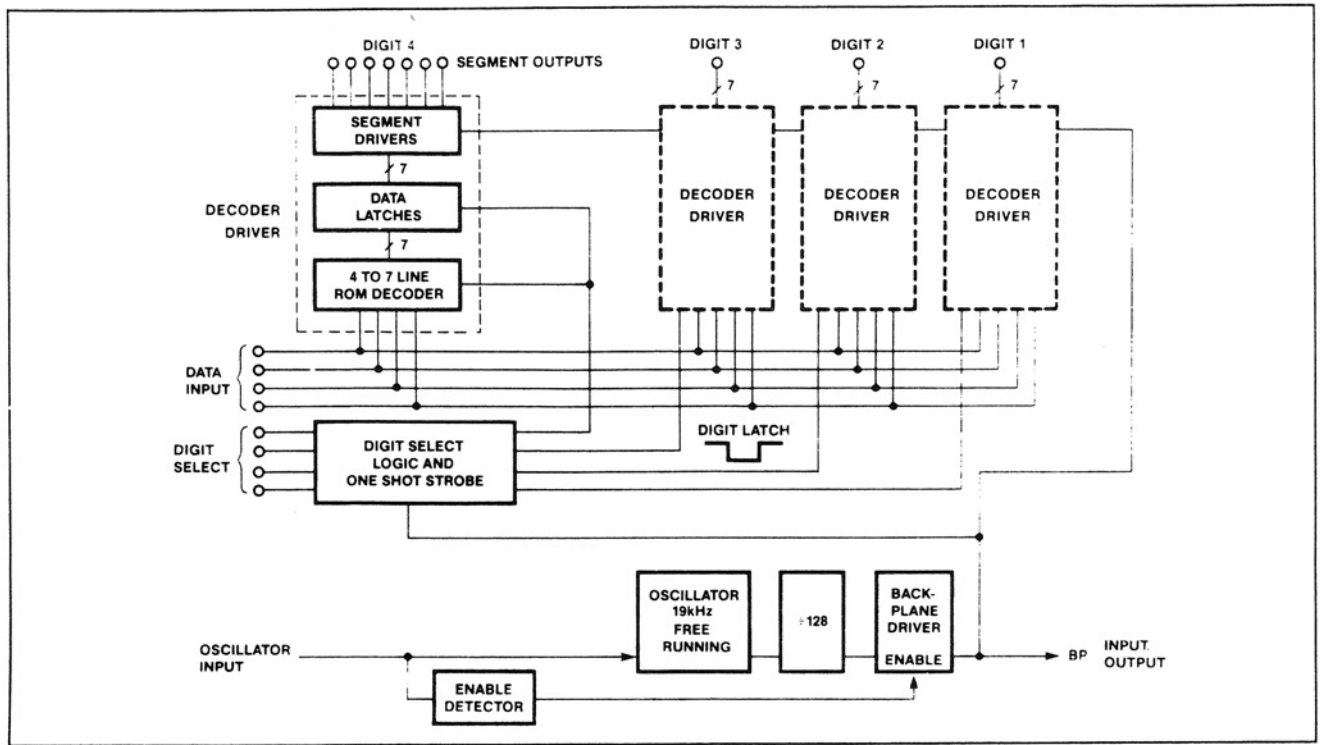 DIGIT 4
DIGIT 3
DIGIT 2
DIGIT 1
SEGMENT OUTPUTS
7
7
7
SEGMENT
DRIVERS
7
DATA
LATCHES
7
4 TO 7 LINE
ROM DECODER
DECODER
DRIVER
DECODER
DRIVER
DECODER
DRIVER
DECODER
DRIVER
DATA
INPUT
DIGIT
SELECT
DIGIT SELECT
LOGIC AND
ONE SHOT STROBE
DIGIT LATCH
OSCILLATOR
INPUT
ENABLE
DETECTOR
OSCILLATOR
19kHz
FREE
RUNNING
÷128
BACK-
PLANE
DRIVER
ENABLE
BP
INPUT.
OUTPUT